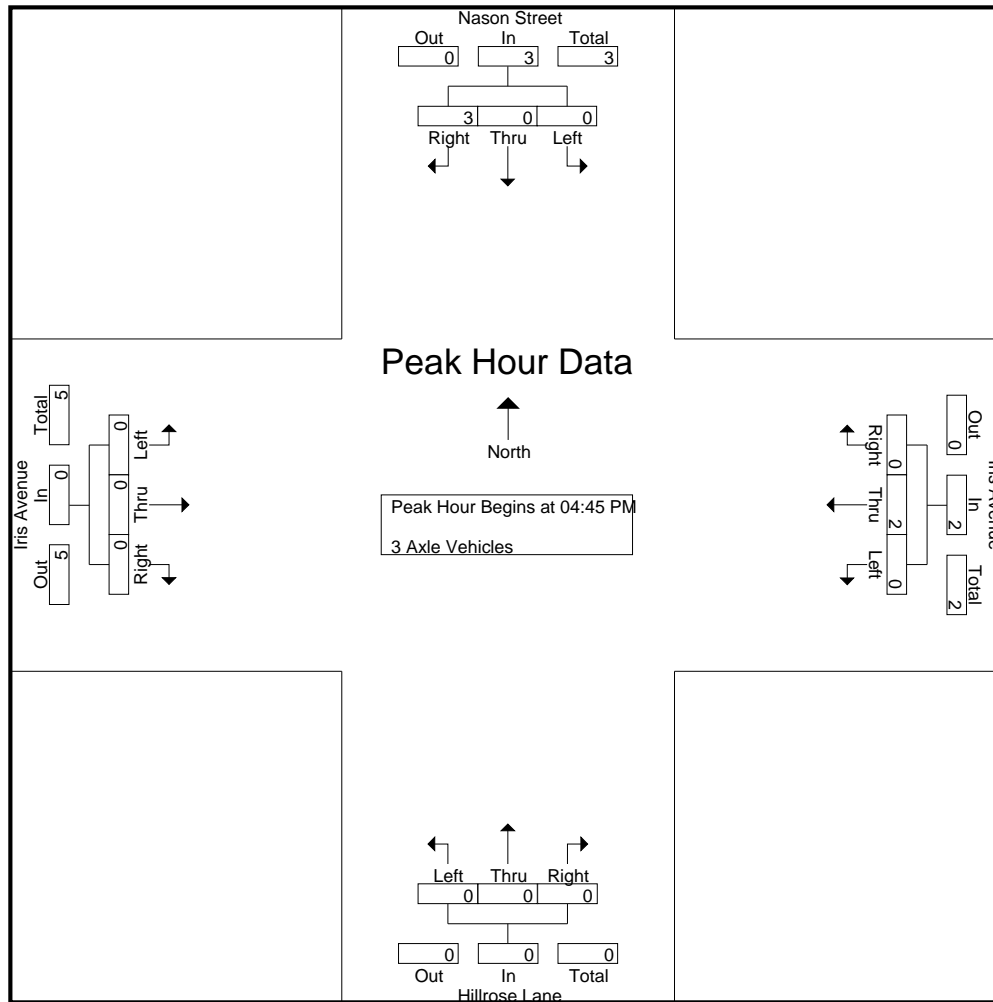 Nason Street
Out In Total
0 3 3
3 0 0
Right Thru Left
Peak Hour Data
North
Peak Hour Begins at 04:45 PM
3 Axle Vehicles
Iris Avenue
Out In Total
5 0 5
0 0 0
Right Thru Left
Iris Avenue
Out In Total
0 2 2
0 2 0
Right Thru Left
Left Thru Right
0 0 0
0 0 0
Out In Total
Hillrose Lane